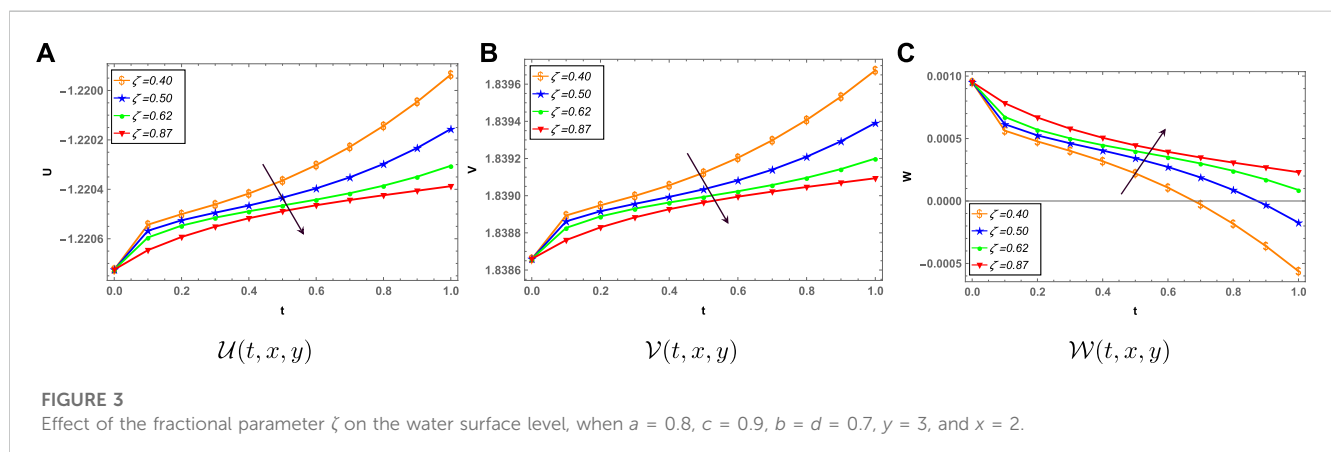 A
U
−1.2200
−1.2202
−1.2204
−1.2206
ζ=0.40
ζ=0.50
ζ=0.62
ζ=0.87
0.0 0.2 0.4 0.6 0.8 1.0
t
𝒰(t, x, y)
B
V
1.8396
1.8394
1.8392
1.8390
1.8388
1.8386
ζ=0.40
ζ=0.50
ζ=0.62
ζ=0.87
0.0 0.2 0.4 0.6 0.8 1.0
t
𝒱(t, x, y)
C
W
0.0010
0.0005
0.0000
−0.0005
ζ=0.40
ζ=0.50
ζ=0.62
ζ=0.87
0.0 0.2 0.4 0.6 0.8 1.0
t
𝒲(t, x, y)
FIGURE 3
Effect of the fractional parameter ζ on the water surface level, when a = 0.8, c = 0.9, b = d = 0.7, y = 3, and x = 2.